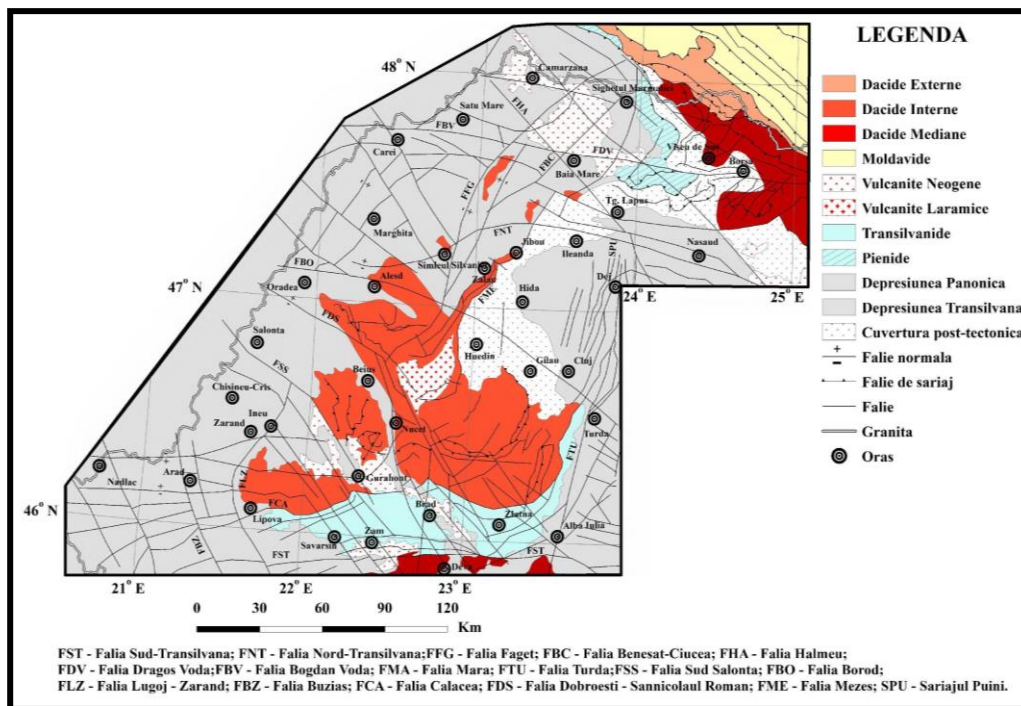 LEGENDA
Dacide Externe
Dacide Interne
Dacide Mediane
Moldavide
Vulcanite Neogene
Vulcanite Laramice
Transilvanide
Pienide
Depresiunea Panonica
Depresiunea Transilvana
Cuvertura post-tectonica
Falie normala
Falie de sariaj
Falie
Granita
Oras
48° N
47° N
46° N
21° E
22° E
23° E
24° E
25° E
Camarzana
Sighetul Marmatiei
Satu Mare
FHA
FBV
Carei
FDV
FBC
Baia Mare
Viseu de Sus
Borsa
FFG
Tg. Lapus
Marghita
FNT
Jibou
Ileanda
SPU
Nasaud
Simleul Silvaniei
Zalau
FBO
Alesd
Oradea
Hida
Dej
FME
FDS
Salonta
Huedin
FSS
Gilau
Cluj
Beius
Chisineu-Cris
Ineu
Zarand
Nucet
Turda
FTU
Nadlac
Arad
FLZ
Gurahont
FCA
Lipova
Brad
Zlatna
Alba Iulia
FBZ
Savarsin
Zam
FST
FST
Deva
0 30 60 90 120
Km
FST - Falia Sud-Transilvana; FNT - Falia Nord-Transilvana;FFG - Falia Faget; FBC - Falia Benesat-Ciucea; FHA - Falia Halmeu;
FDV - Falia Dragos Voda;FBV - Falia Bogdan Voda; FMA - Falia Mara; FTU - Falia Turda;FSS - Falia Sud Salonta; FBO - Falia Borod;
FLZ - Falia Lugoj - Zarand; FBZ - Falia Buzias; FCA - Falia Calacea; FDS - Falia Dobroesti - Sannicolaul Roman; FME - Falia Mezes; SPU - Sariajul Puini.